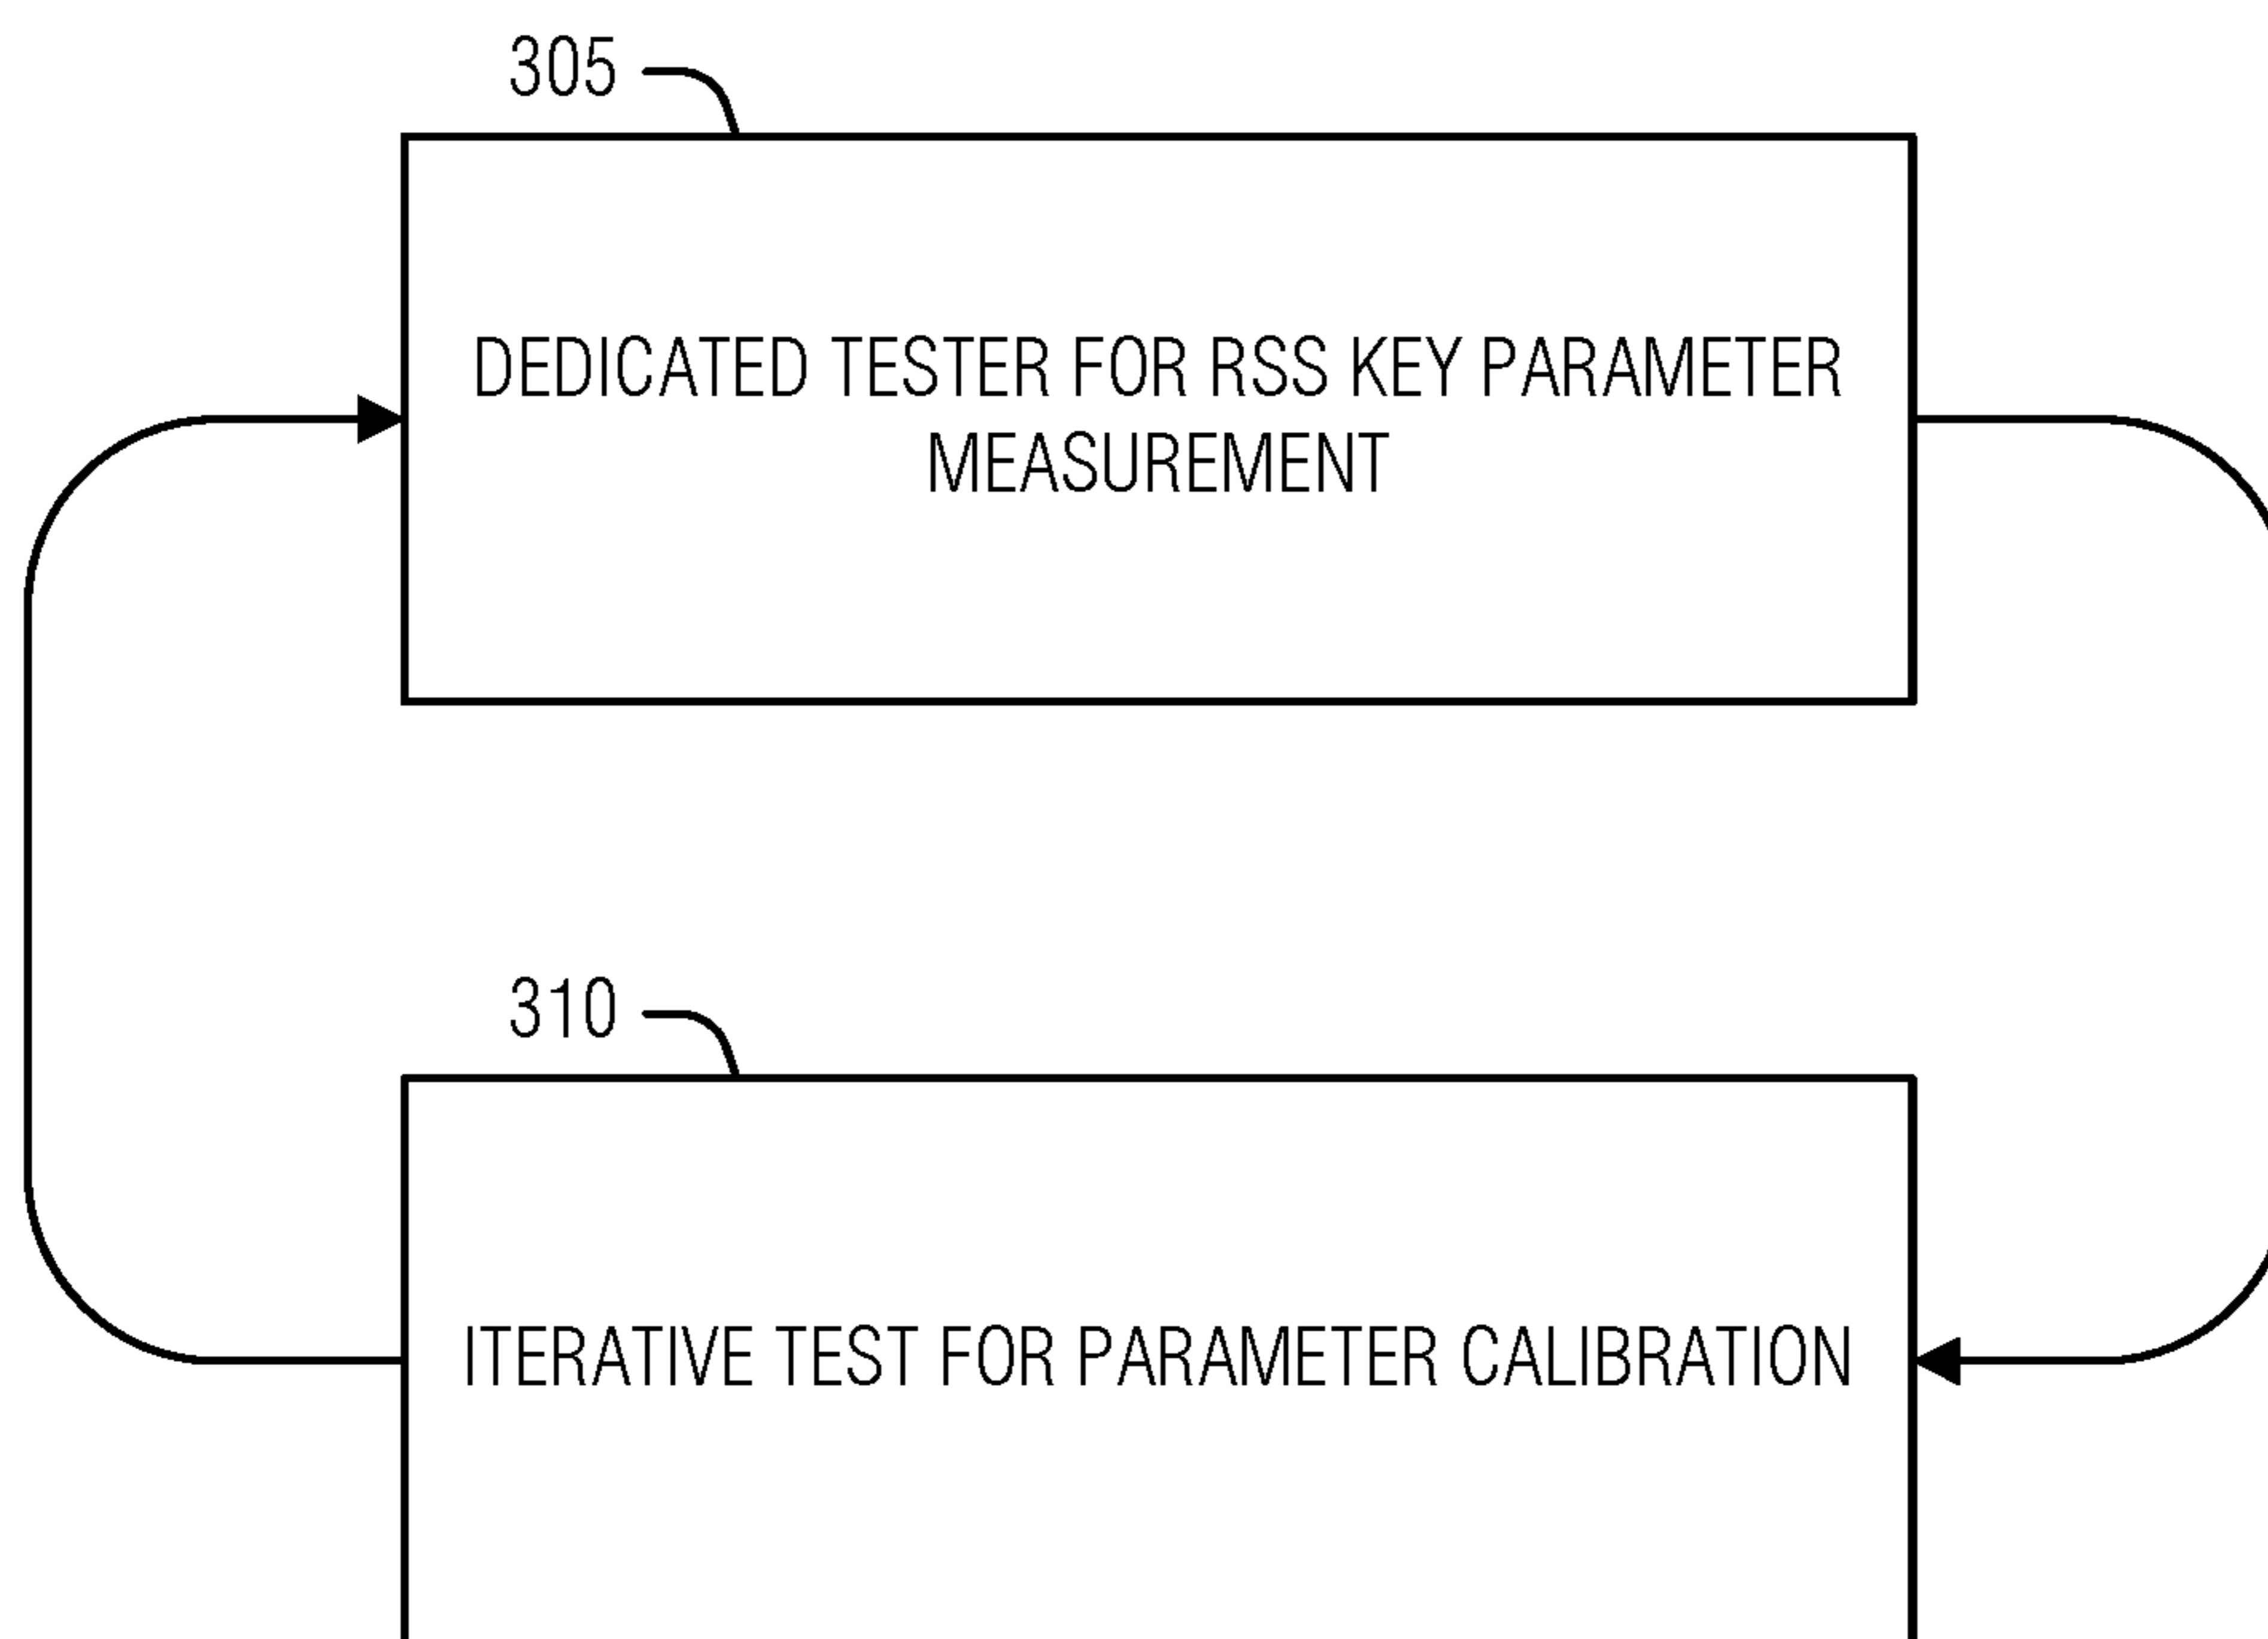 305
DEDICATED TESTER FOR RSS KEY PARAMETER
MEASUREMENT
310
ITERATIVE TEST FOR PARAMETER CALIBRATION